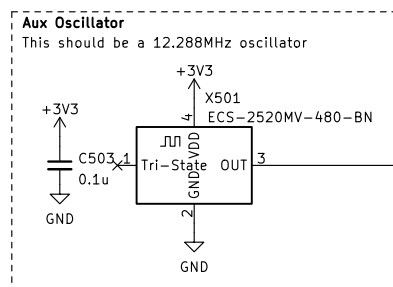 Aux Oscillator
This should be a 12.288MHz oscillator
+3V3
X501
ECS-2520MV-480-BN
4
VDD
+3V3
C503
0.1u
GND
1
Tri-State
OUT
3
GND
2
GND